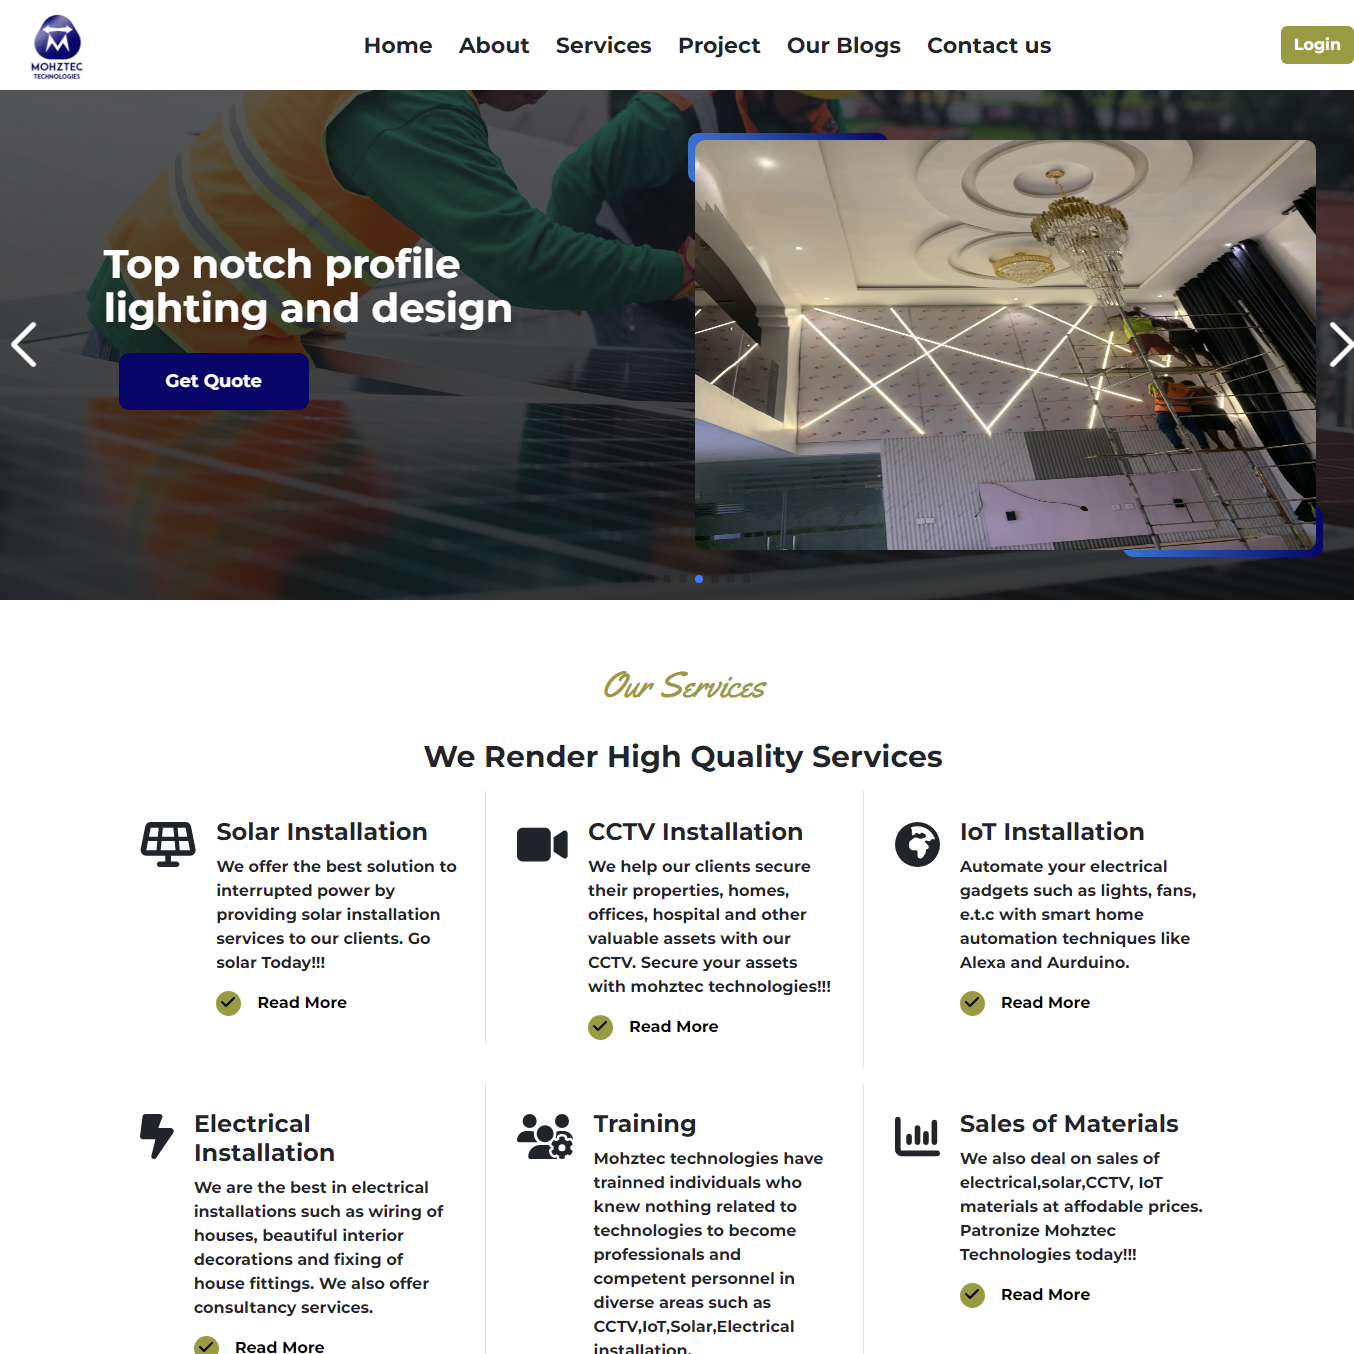 MOHZTEC
TECHNOLOGIES
Home About Services Project Our Blogs Contact us
Login
Top notch profile
lighting and design
Get Quote
Our Services
We Render High Quality Services
Solar Installation
We offer the best solution to
interrupted power by
providing solar installation
services to our clients. Go
solar Today!!!
Read More
CCTV Installation
We help our clients secure
their properties, homes,
offices, hospital and other
valuable assets with our
CCTV. Secure your assets
with mohztec technologies!!!
Read More
IoT Installation
Automate your electrical
gadgets such as lights, fans,
e.t.c with smart home
automation techniques like
Alexa and Aurduino.
Read More
Electrical
Installation
We are the best in electrical
installations such as wiring of
houses, beautiful interior
decorations and fixing of
house fittings. We also offer
consultancy services.
Read More
Training
Mohztec technologies have
trainned individuals who
knew nothing related to
technologies to become
professionals and
competent personnel in
diverse areas such as
CCTV,IoT,Solar,Electrical
installation.
Sales of Materials
We also deal on sales of
electrical,solar,CCTV, IoT
materials at affodable prices.
Patronize Mohztec
Technologies today!!!
Read More